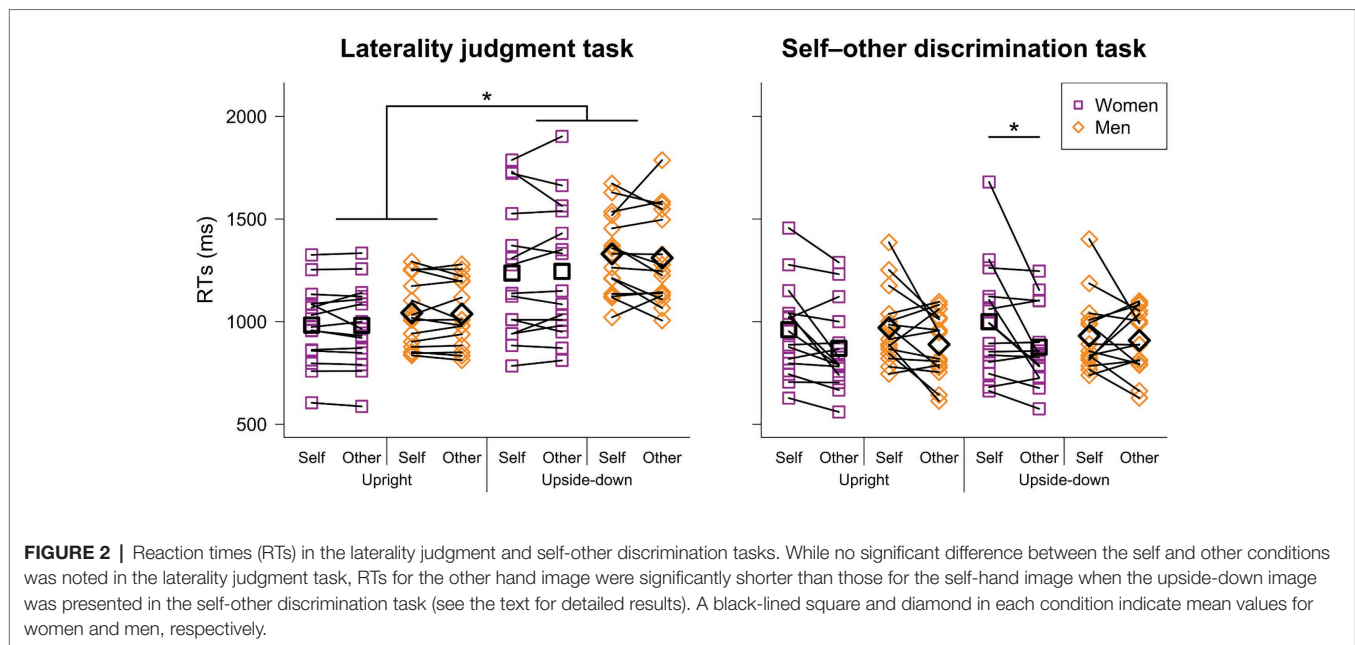 Laterality judgment task
Self–other discrimination task
*
*
Women
Men
RTs (ms)
2000
1500
1000
500
Self Other Self Other Self Other Self Other
Upright Upside-down
Self Other Self Other Self Other Self Other
Upright Upside-down
FIGURE 2 | Reaction times (RTs) in the laterality judgment and self-other discrimination tasks. While no significant difference between the self and other conditions
was noted in the laterality judgment task, RTs for the other hand image were significantly shorter than those for the self-hand image when the upside-down image
was presented in the self-other discrimination task (see the text for detailed results). A black-lined square and diamond in each condition indicate mean values for
women and men, respectively.